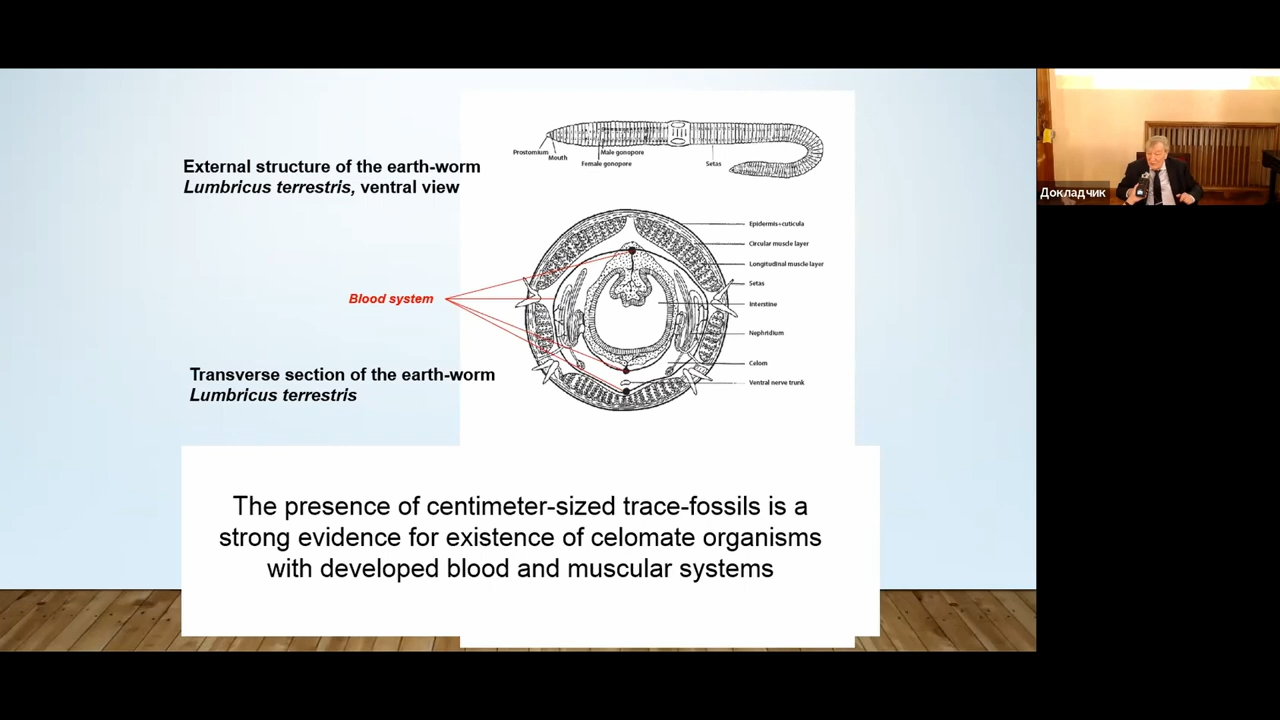 External structure of the earth-worm
Lumbricus terrestris, ventral view
Prostomium
Mouth
Male gonopore
Female gonopore
Setas
Epidermis+cuticula
Circular muscle layer
Longitudinal muscle layer
Setas
Interstine
Nephridium
Celom
Ventral nerve trunk
Blood system
Transverse section of the earth-worm
Lumbricus terrestris
The presence of centimeter-sized trace-fossils is a
strong evidence for existence of celomate organisms
with developed blood and muscular systems
Докладчик